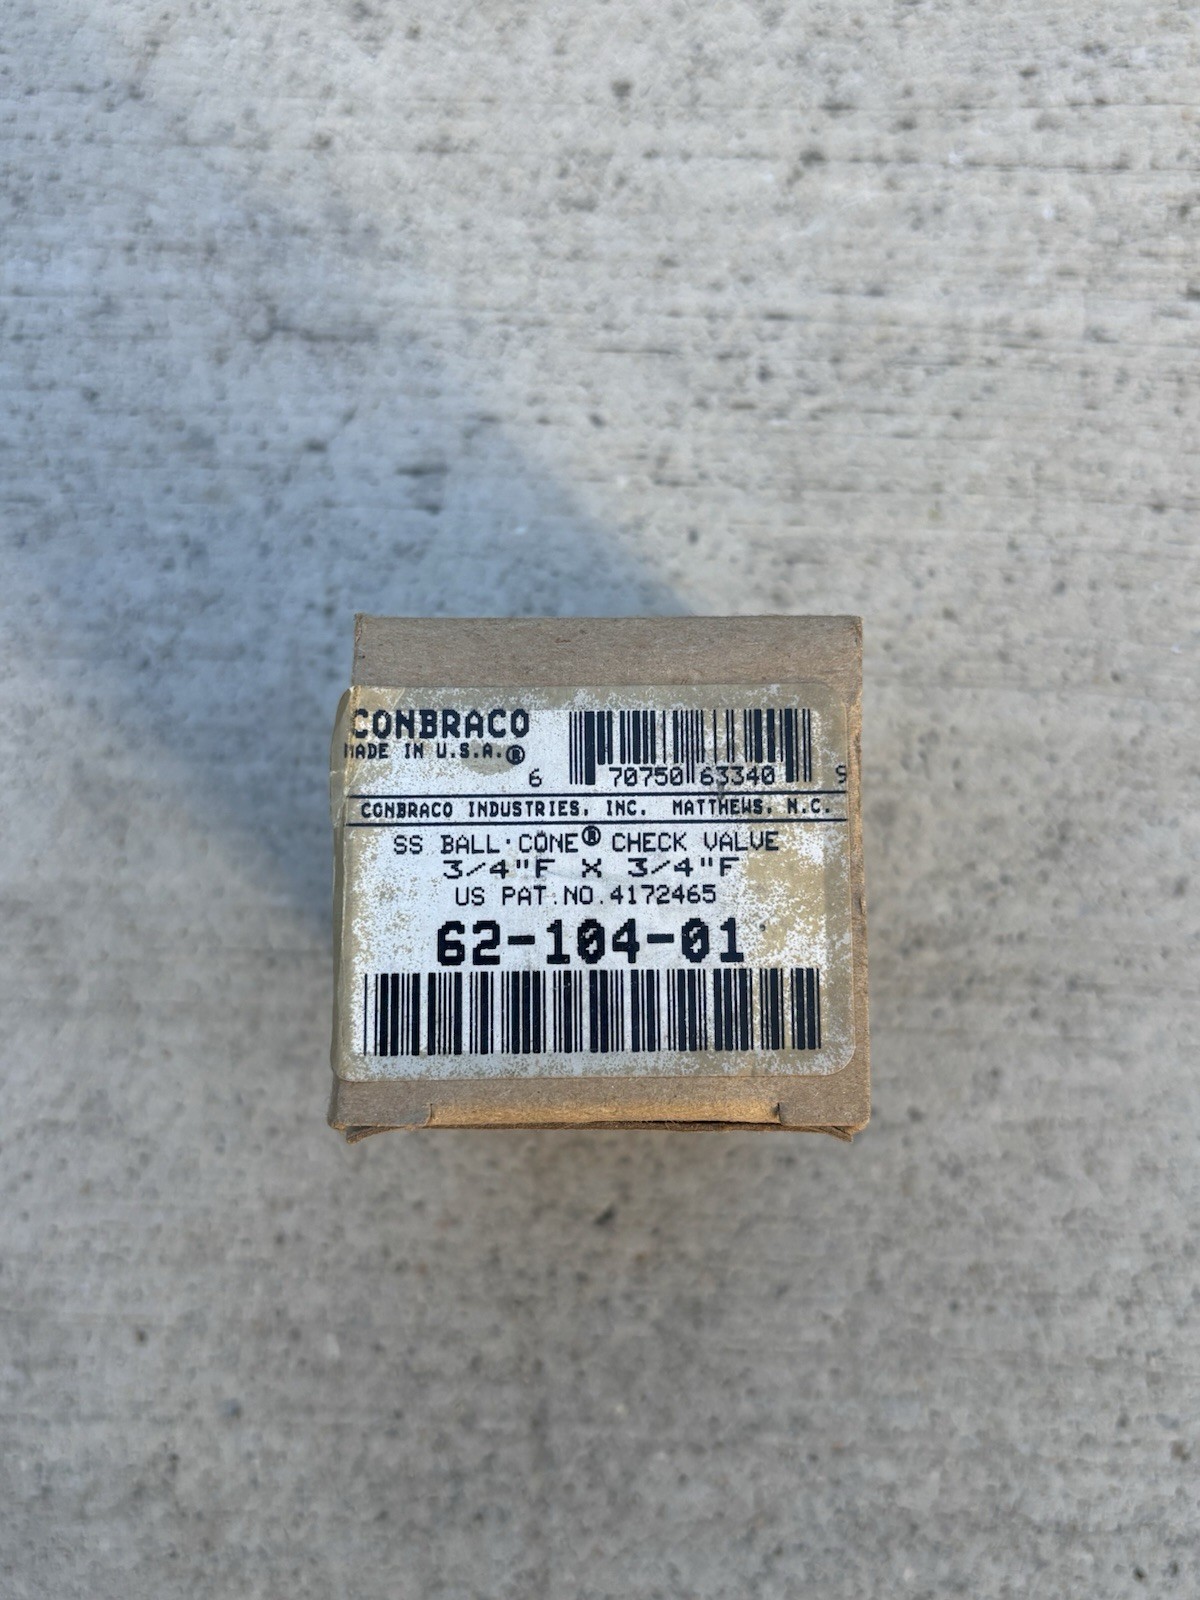 CONBRACO
MADE IN U.S.A.®
6 70750 63340 9
CONBRACO INDUSTRIES, INC. MATTHEWS, N.C.
SS BALL·CONE® CHECK VALVE
3/4"F X 3/4"F
US PAT.NO.4172465
62-104-01